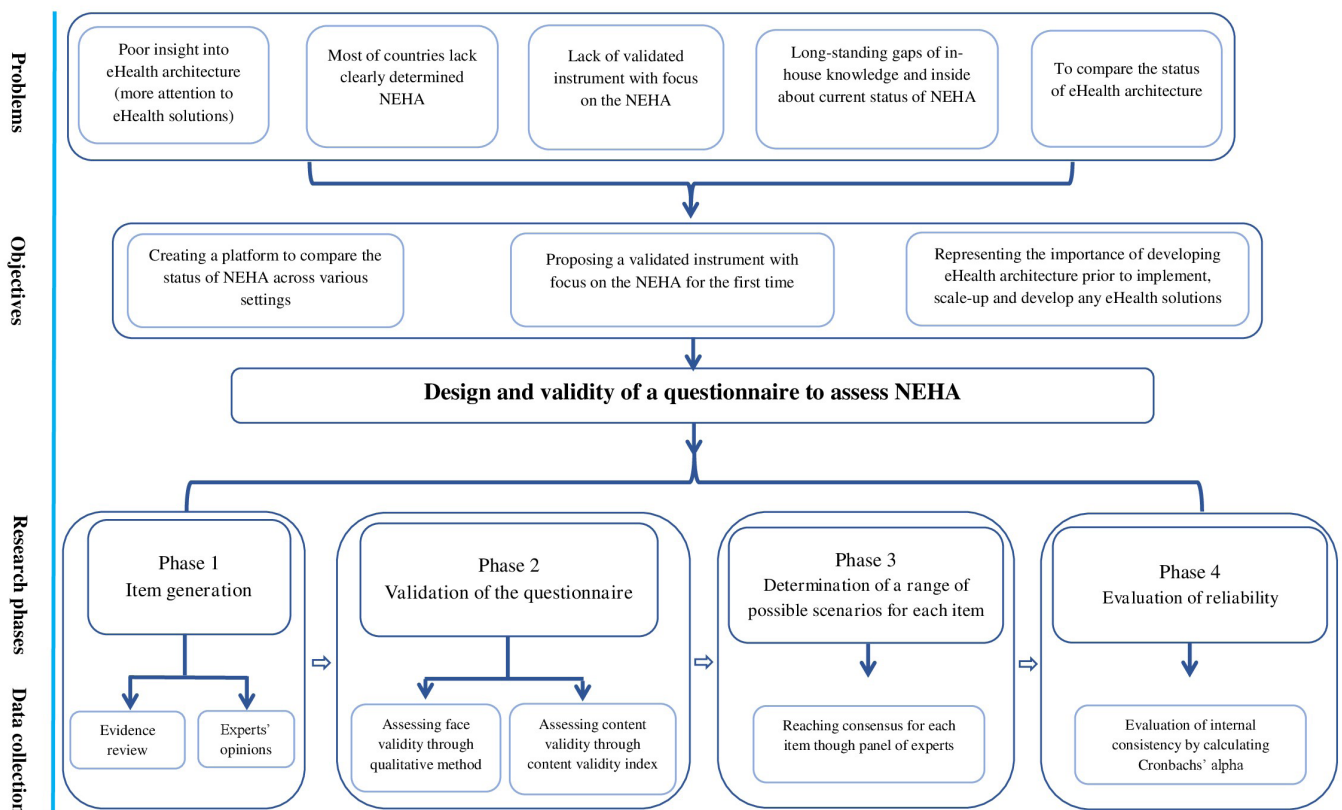 Problems
Poor insight into
eHealth architecture
(more attention to
eHealth solutions)
Most of countries lack
clearly determined
NEHA
Lack of validated
instrument with focus
on the NEHA
Long-standing gaps of in-
house knowledge and inside
about current status of NEHA
To compare the status
of eHealth architecture
Objectives
Creating a platform to compare the
status of NEHA across various
settings
Proposing a validated instrument with
focus on the NEHA for the first time
Representing the importance of developing
eHealth architecture prior to implement,
scale-up and develop any eHealth solutions
Design and validity of a questionnaire to assess NEHA
Research phases
Phase 1
Item generation
Phase 2
Validation of the questionnaire
Phase 3
Determination of a range of
possible scenarios for each item
Phase 4
Evaluation of reliability
Data collection
Evidence
review
Experts’
opinions
Assessing face
validity through
qualitative method
Assessing content
validity through
content validity index
Reaching consensus for each
item though panel of experts
Evaluation of internal
consistency by calculating
Cronbachs’ alpha